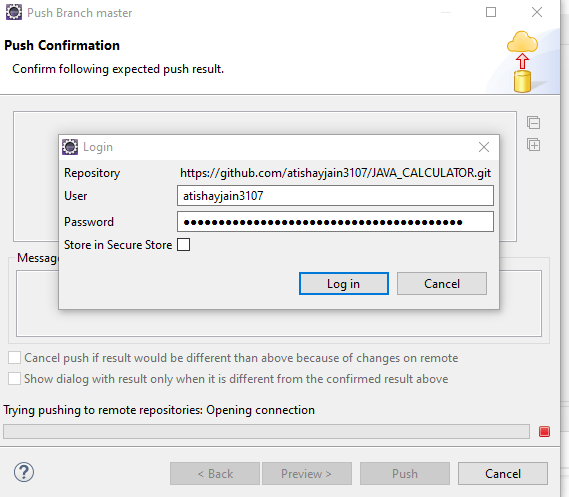 Push Branch master
Push Confirmation
Confirm following expected push result.
Login
Repository https://github.com/atishayjain3107/JAVA_CALCULATOR.git
User atishayjain3107
Password ●●●●●●●●●●●●●●●●●●●●●●●●●●●●●●●●●●●●●●●●
Store in Secure Store
Messag
Log in Cancel
Cancel push if result would be different than above because of changes on remote
Show dialog with result only when it is different from the confirmed result above
Trying pushing to remote repositories: Opening connection
? < Back Preview > Push Cancel